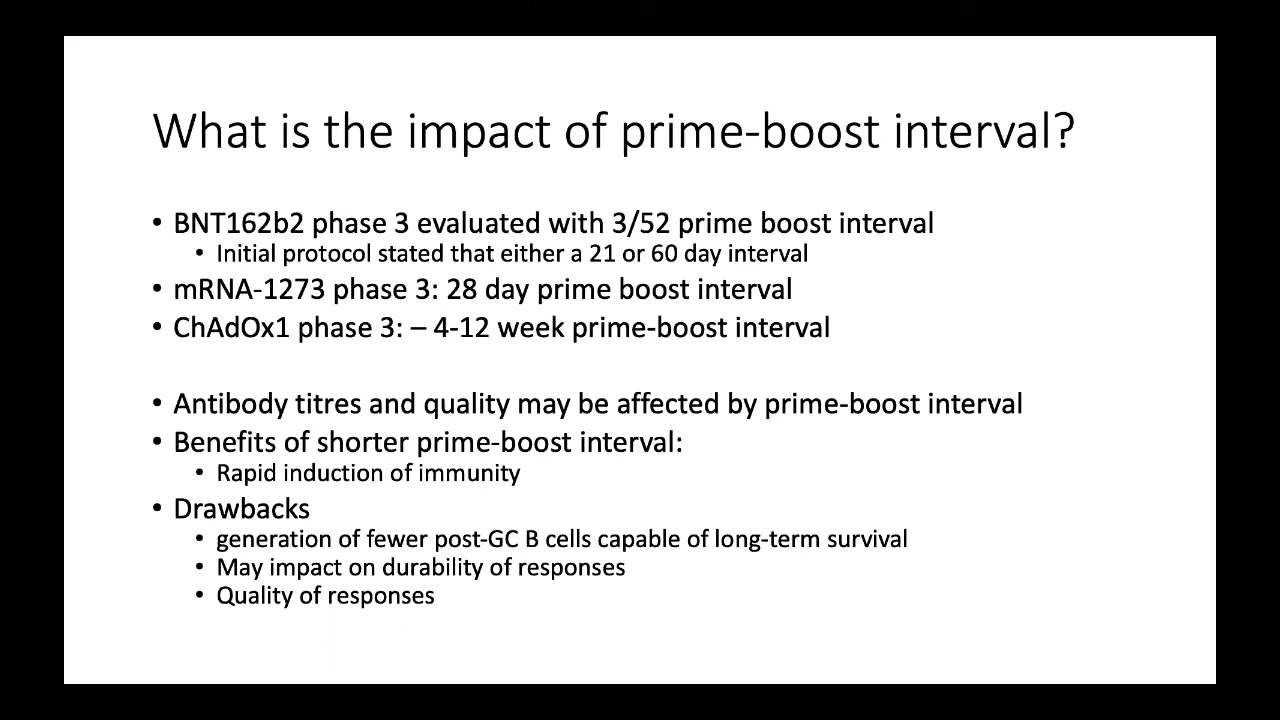 What is the impact of prime-boost interval?
• BNT162b2 phase 3 evaluated with 3/52 prime boost interval
• Initial protocol stated that either a 21 or 60 day interval
• mRNA-1273 phase 3: 28 day prime boost interval
• ChAdOx1 phase 3: – 4-12 week prime-boost interval
• Antibody titres and quality may be affected by prime-boost interval
• Benefits of shorter prime-boost interval:
• Rapid induction of immunity
• Drawbacks
• generation of fewer post-GC B cells capable of long-term survival
• May impact on durability of responses
• Quality of responses